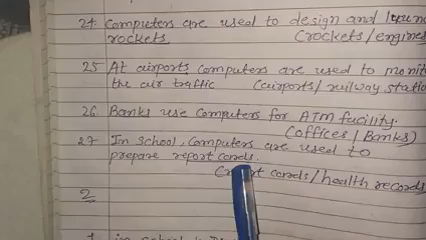 24. Computers are used to design and
rockets (rockets/engines
25 At airports computers are used to
the air traffic (airports/railway
26. Banks use Computers for ATM facility.
(offices/Banks)
27 In School, Computers are used to
prepare report cards.
cards/health records
2